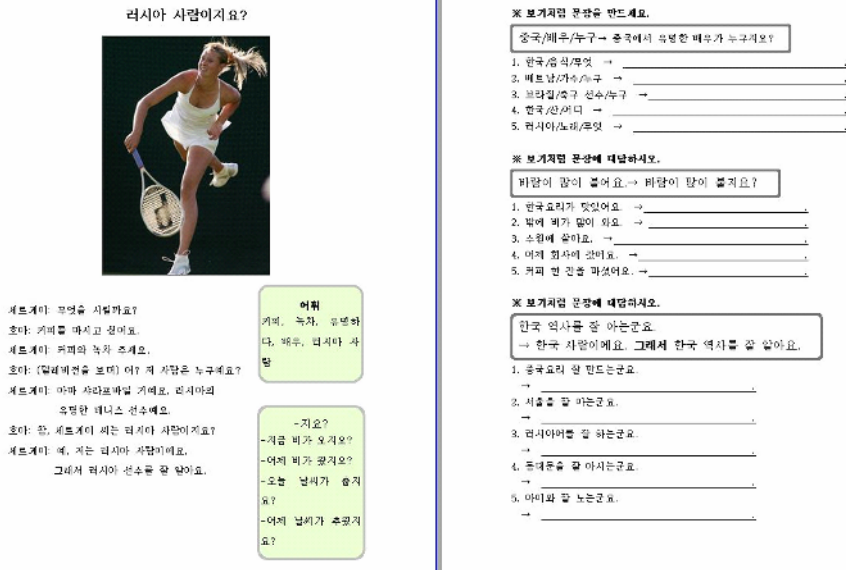 러시아 사람이지요?
세르게이: 무엇을 시킬까요?
호아: 커피를 마시고 싶어요.
세르게이: 커피와 녹차 주세요.
호아: (텔레비전을 보며) 어? 저 사람은 누구예요?
세르게이: 아마 샤라포바일 거예요. 러시아의
유명한 테니스 선수예요.
호아: 참, 세르게이 씨는 러시아 사람이지요?
세르게이: 예, 저는 러시아 사람이에요.
그래서 러시아 선수를 잘 알아요.
어휘
커피, 녹차, 유명하
다, 배우, 러시아 사
람
-지요?
-지금 비가 오지요?
-어제 비가 왔지요?
-오늘 날씨가 춥지
요?
-어제 날씨가 추웠지
요?
※ 보기처럼 문장을 만드세요.
중국/배우/누구→ 중국에서 유명한 배우가 누구지요?
1. 한국/음식/무엇 →
2. 베트남/가수/누구 →
3. 브라질/축구 선수/누구 →
4. 한국/산/어디 →
5. 러시아/노래/무엇 →
※ 보기처럼 문장에 대답하시오.
바람이 많이 불어요.→ 바람이 많이 불지요?
1. 한국요리가 맛있어요. →
2. 밖에 비가 많이 와요. →
3. 수원에 살아요. →
4. 어제 회사에 갔어요. →
5. 커피 한 잔을 마셨어요. →
※ 보기처럼 문장에 대답하시오.
한국 역사를 잘 아는군요.
→ 한국 사람이에요. 그래서 한국 역사를 잘 알아요.
1. 중국요리 잘 만드는군요.
→
2. 서울을 잘 아는군요.
→
3. 러시아어를 잘 하는군요.
→
4. 동대문을 잘 아시는군요.
→
5. 아이와 잘 노는군요.
→